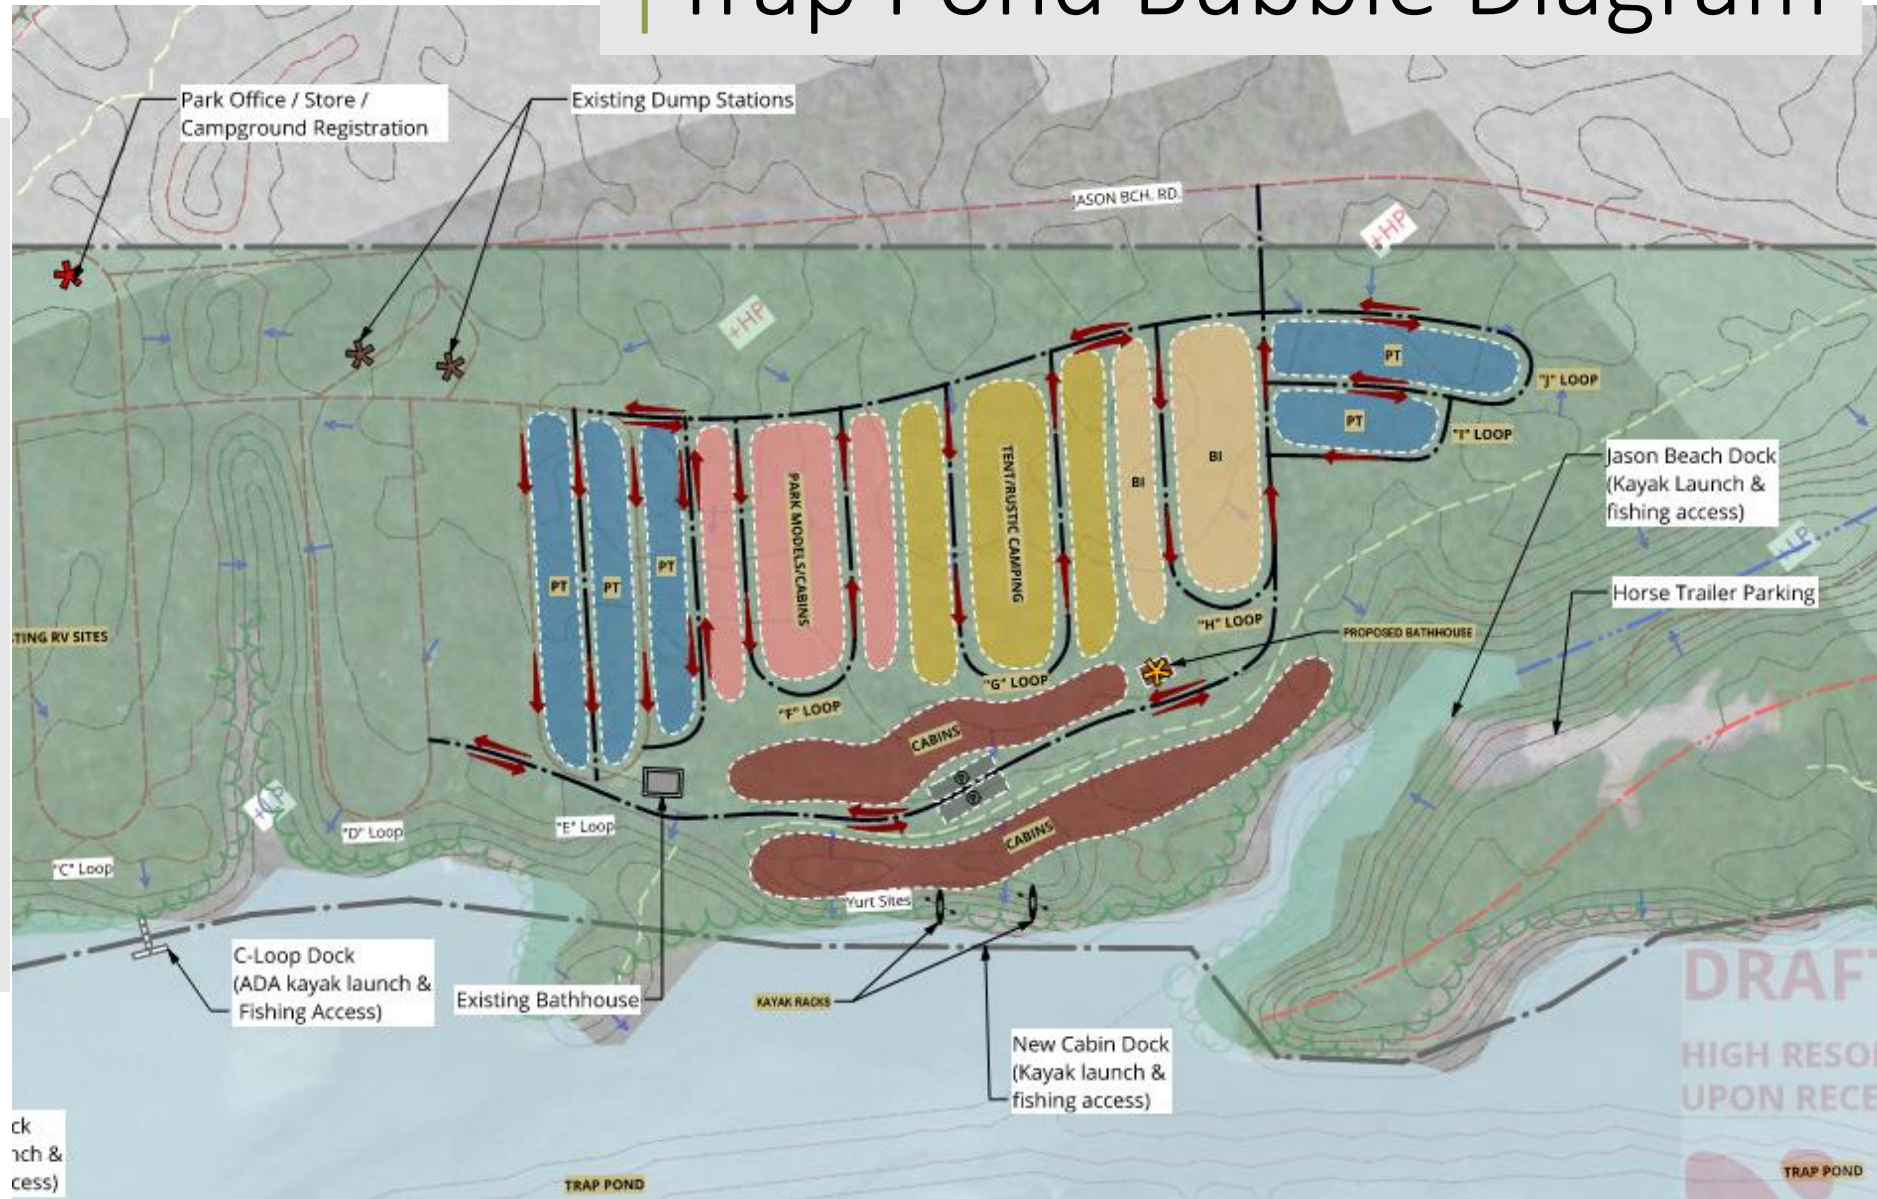 Trap Pond Bubble Diagram
Park Office / Store /
Campground Registration
Existing Dump Stations
JASON BCH. RD.
+HP
+HP
PT
"J" LOOP
PT
"I" LOOP
Jason Beach Dock
(Kayak Launch &
fishing access)
+LP
BI
BI
PARK MODELS/CABINS
TENT/RUSTIC CAMPING
PT
PT
PT
Horse Trailer Parking
"H" LOOP
PROPOSED BATHHOUSE
TING RV SITES
"G" LOOP
"F" LOOP
CABINS
CABINS
"D" Loop
"E" Loop
"C" Loop
Yurt Sites
C-Loop Dock
(ADA kayak launch &
Fishing Access)
Existing Bathhouse
KAYAK RACKS
New Cabin Dock
(Kayak launch &
fishing access)
DRAFT
HIGH RESO
UPON RECE
ck
nch &
cess)
TRAP POND
TRAP POND